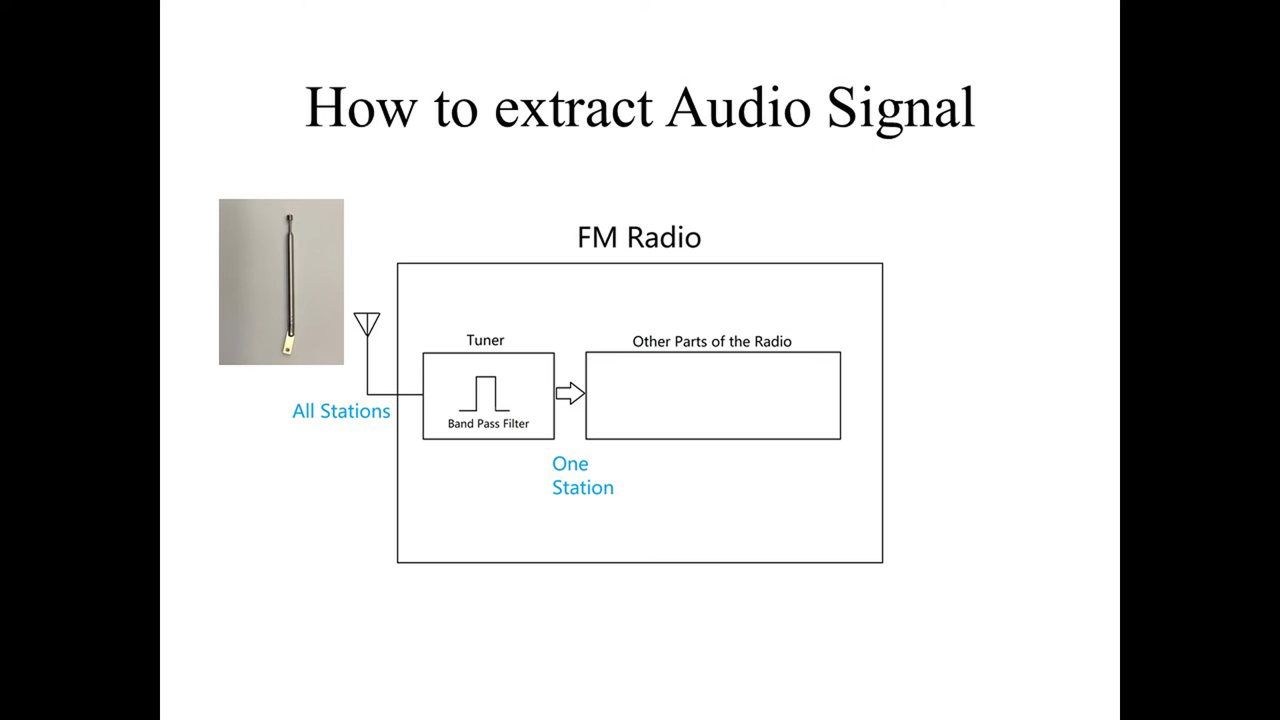 How to extract Audio Signal
FM Radio
Tuner
Other Parts of the Radio
Band Pass Filter
All Stations
One
Station